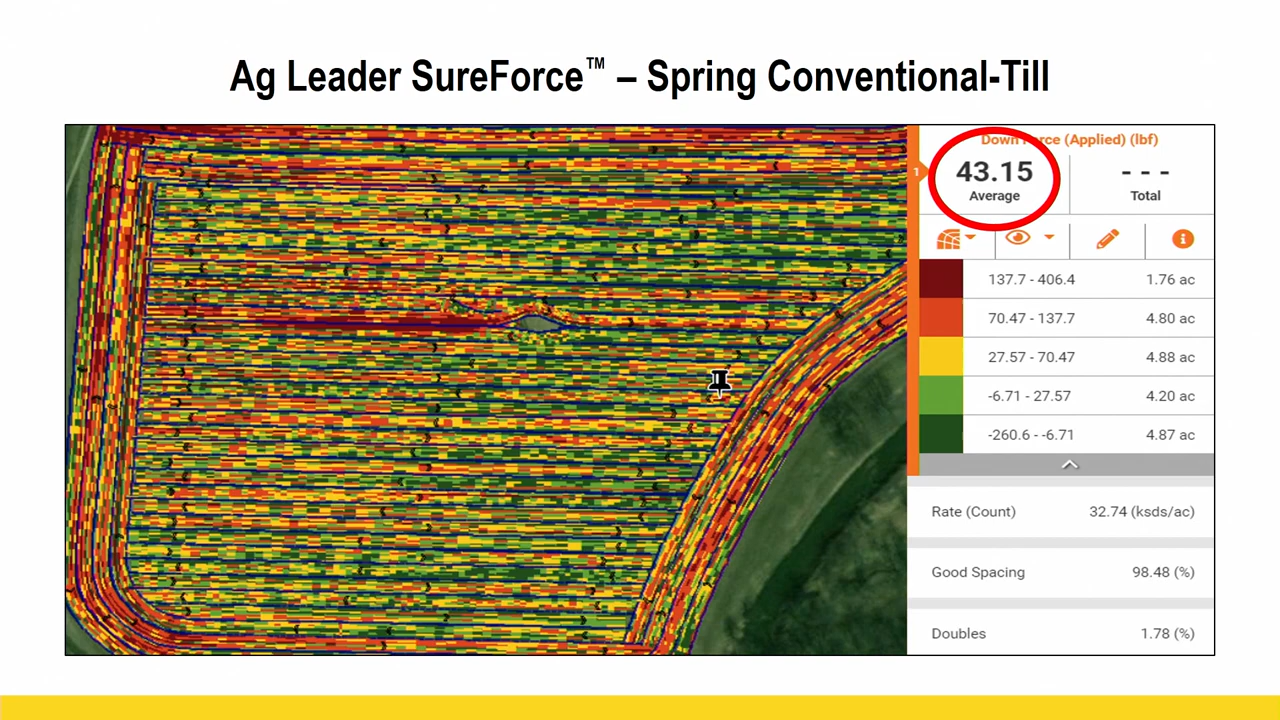 Ag Leader SureForce™ – Spring Conventional-Till
Down Force (Applied) (lbf)
1
43.15
- - -
Average
Total
137.7 - 406.4 1.76 ac
70.47 - 137.7 4.80 ac
27.57 - 70.47 4.88 ac
-6.71 - 27.57 4.20 ac
-260.6 - -6.71 4.87 ac
Rate (Count) 32.74 (ksds/ac)
Good Spacing 98.48 (%)
Doubles 1.78 (%)